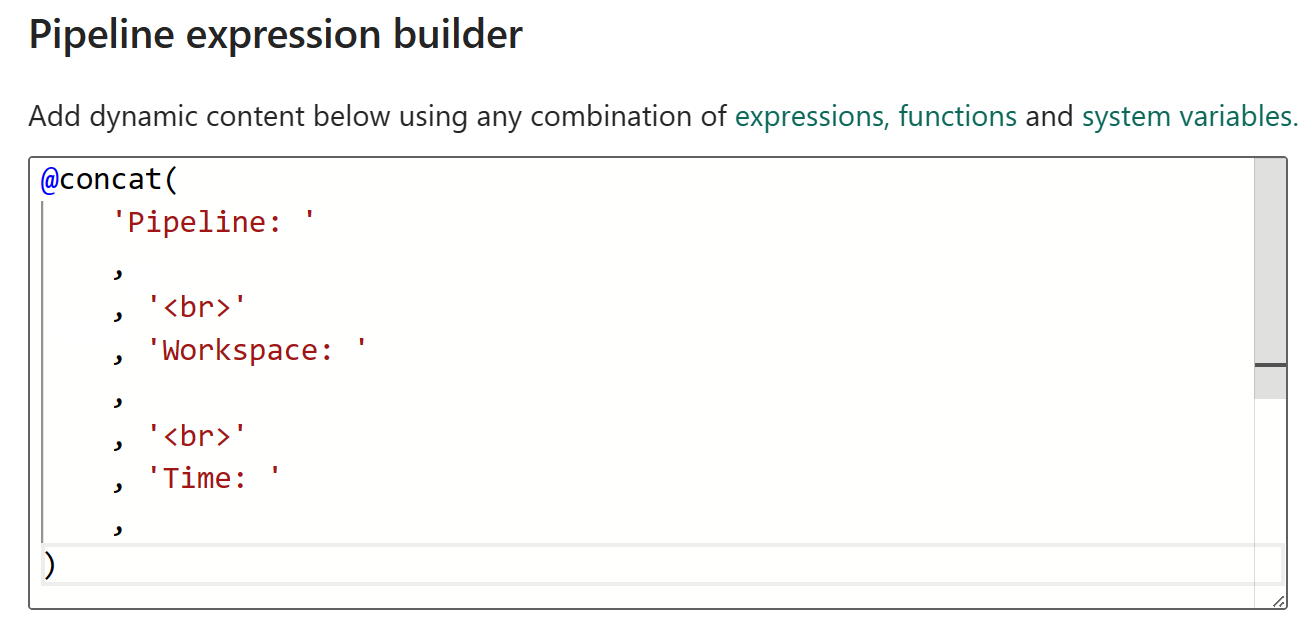 Pipeline expression builder
Add dynamic content below using any combination of expressions, functions and system variables.
@concat(
    'Pipeline: '
    ,
    , '<br>'
    , 'Workspace: '
    ,
    , '<br>'
    , 'Time: '
    ,
)